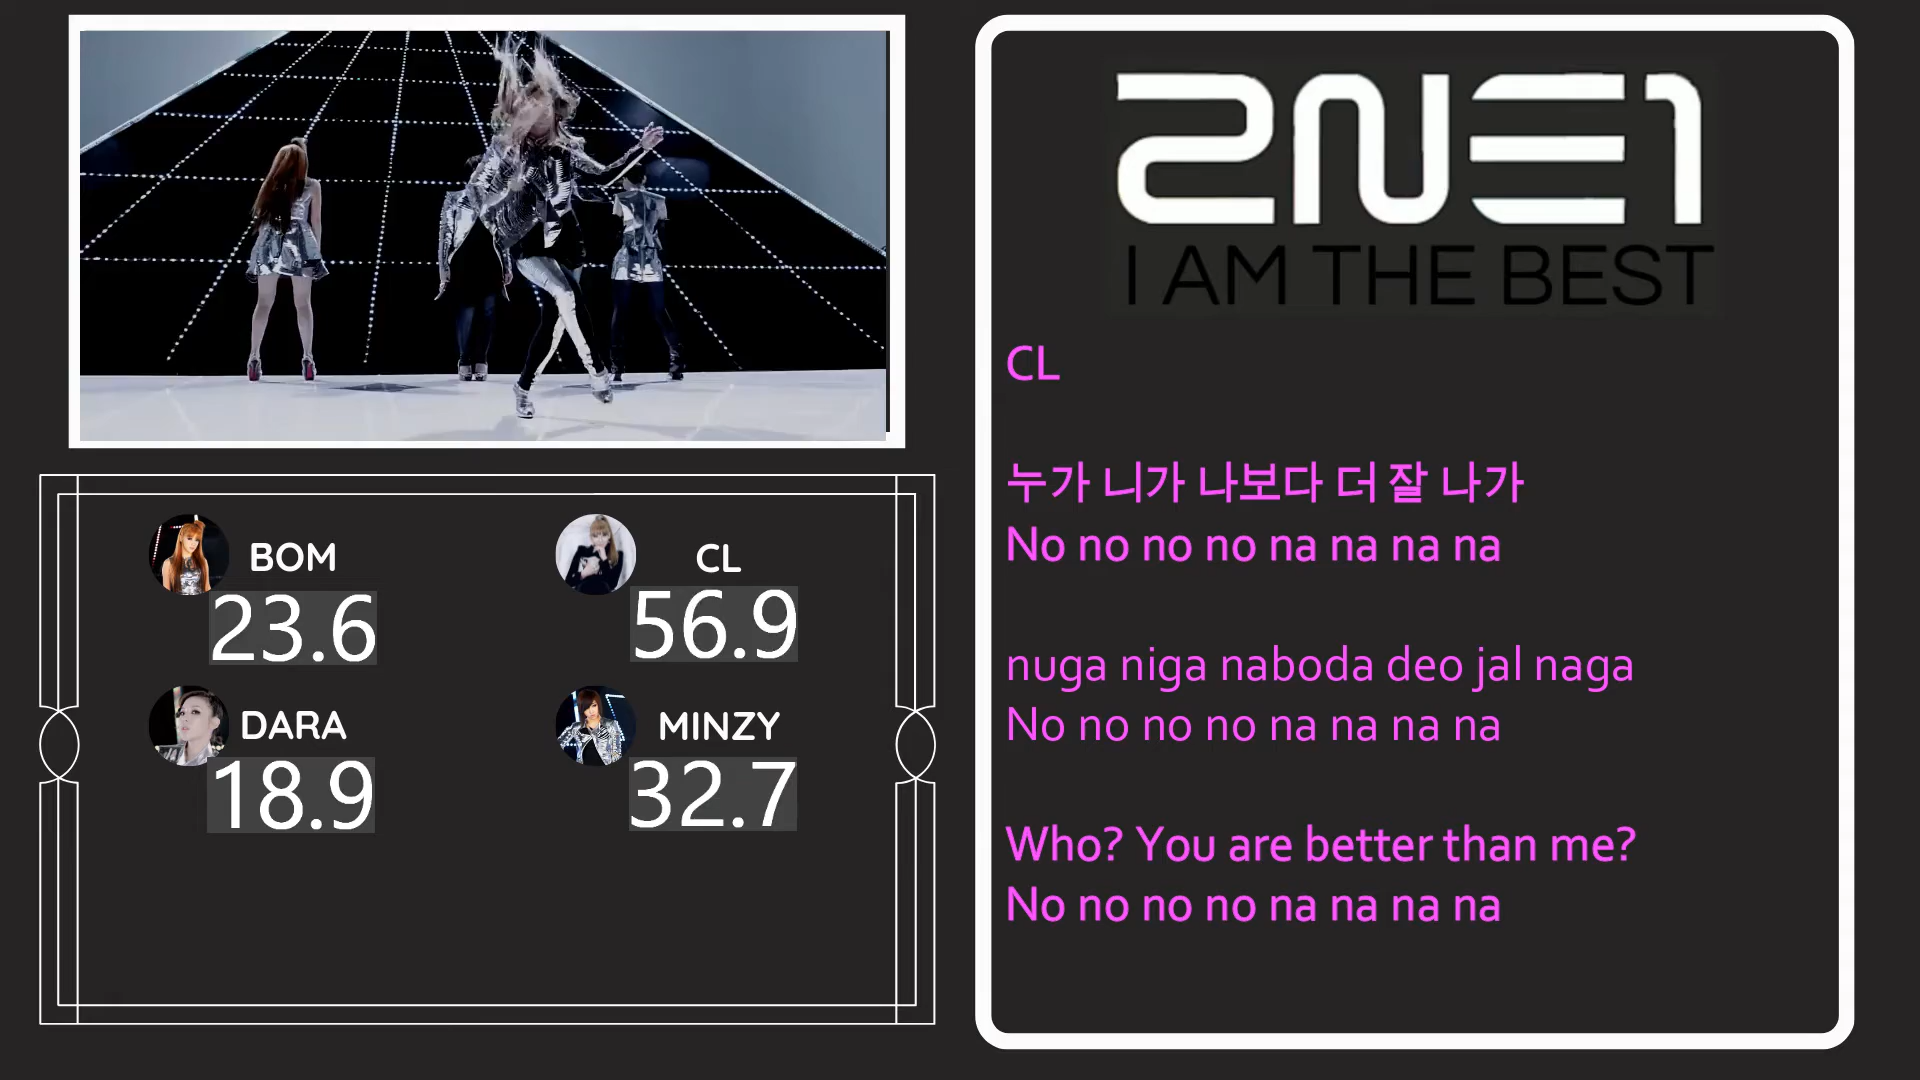 2NE1
I AM THE BEST
CL
누가 니가 나보다 더 잘 나가
No no no no na na na na
nuga niga naboda deo jal naga
No no no no na na na na
Who? You are better than me?
No no no no na na na na
BOM
23.6
CL
56.9
DARA
18.9
MINZY
32.7